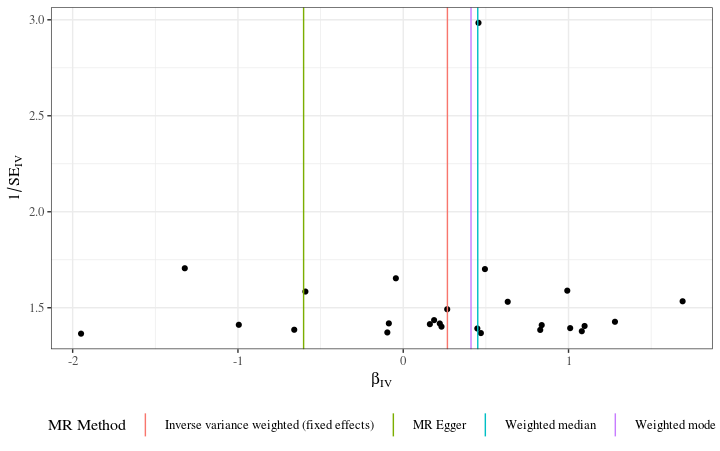 3.0
2.5
2.0
1.5
1/SE_IV
-2 -1 0 1
β_IV
MR Method Inverse variance weighted (fixed effects) MR Egger Weighted median Weighted mode